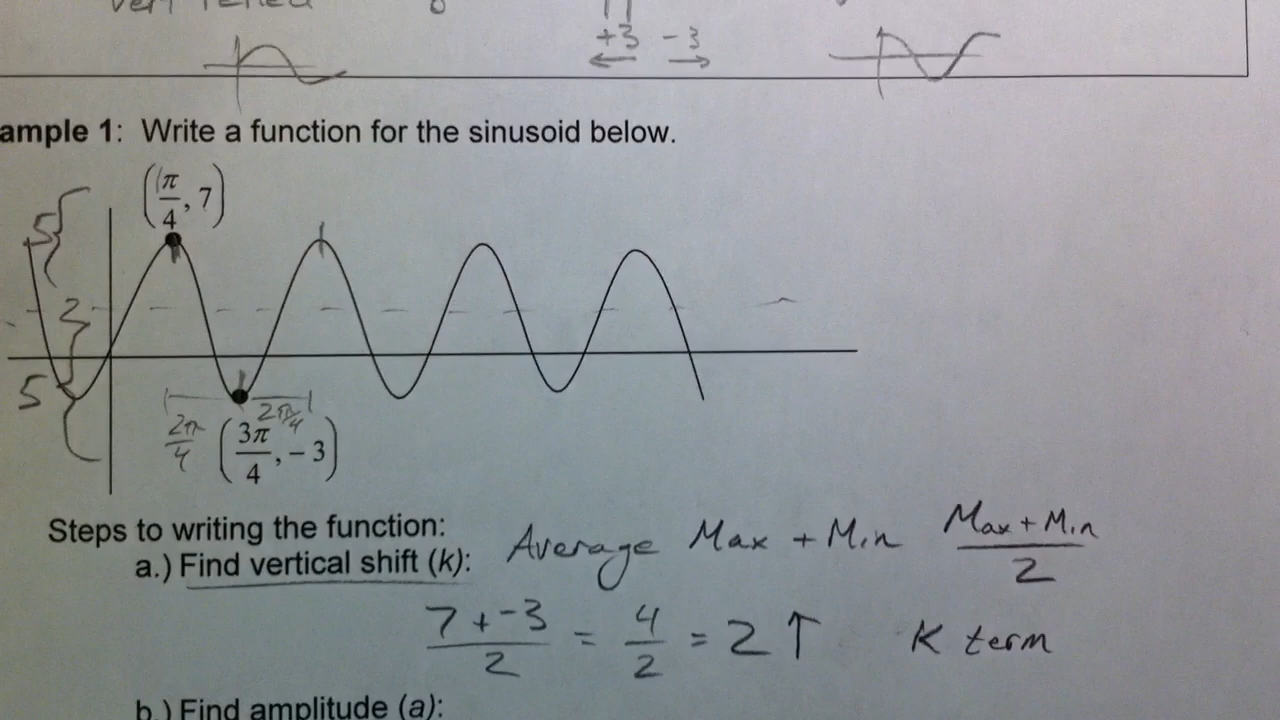 +3 -3
ample 1: Write a function for the sinusoid below.
(π/4, 7)
5
2
5
2π/4 2π/4
(3π/4, -3)
Steps to writing the function:
a.) Find vertical shift (k): Average Max + Min (Max + Min)/2
(7 + -3)/2 = 4/2 = 2 ↑ K term
b.) Find amplitude (a):